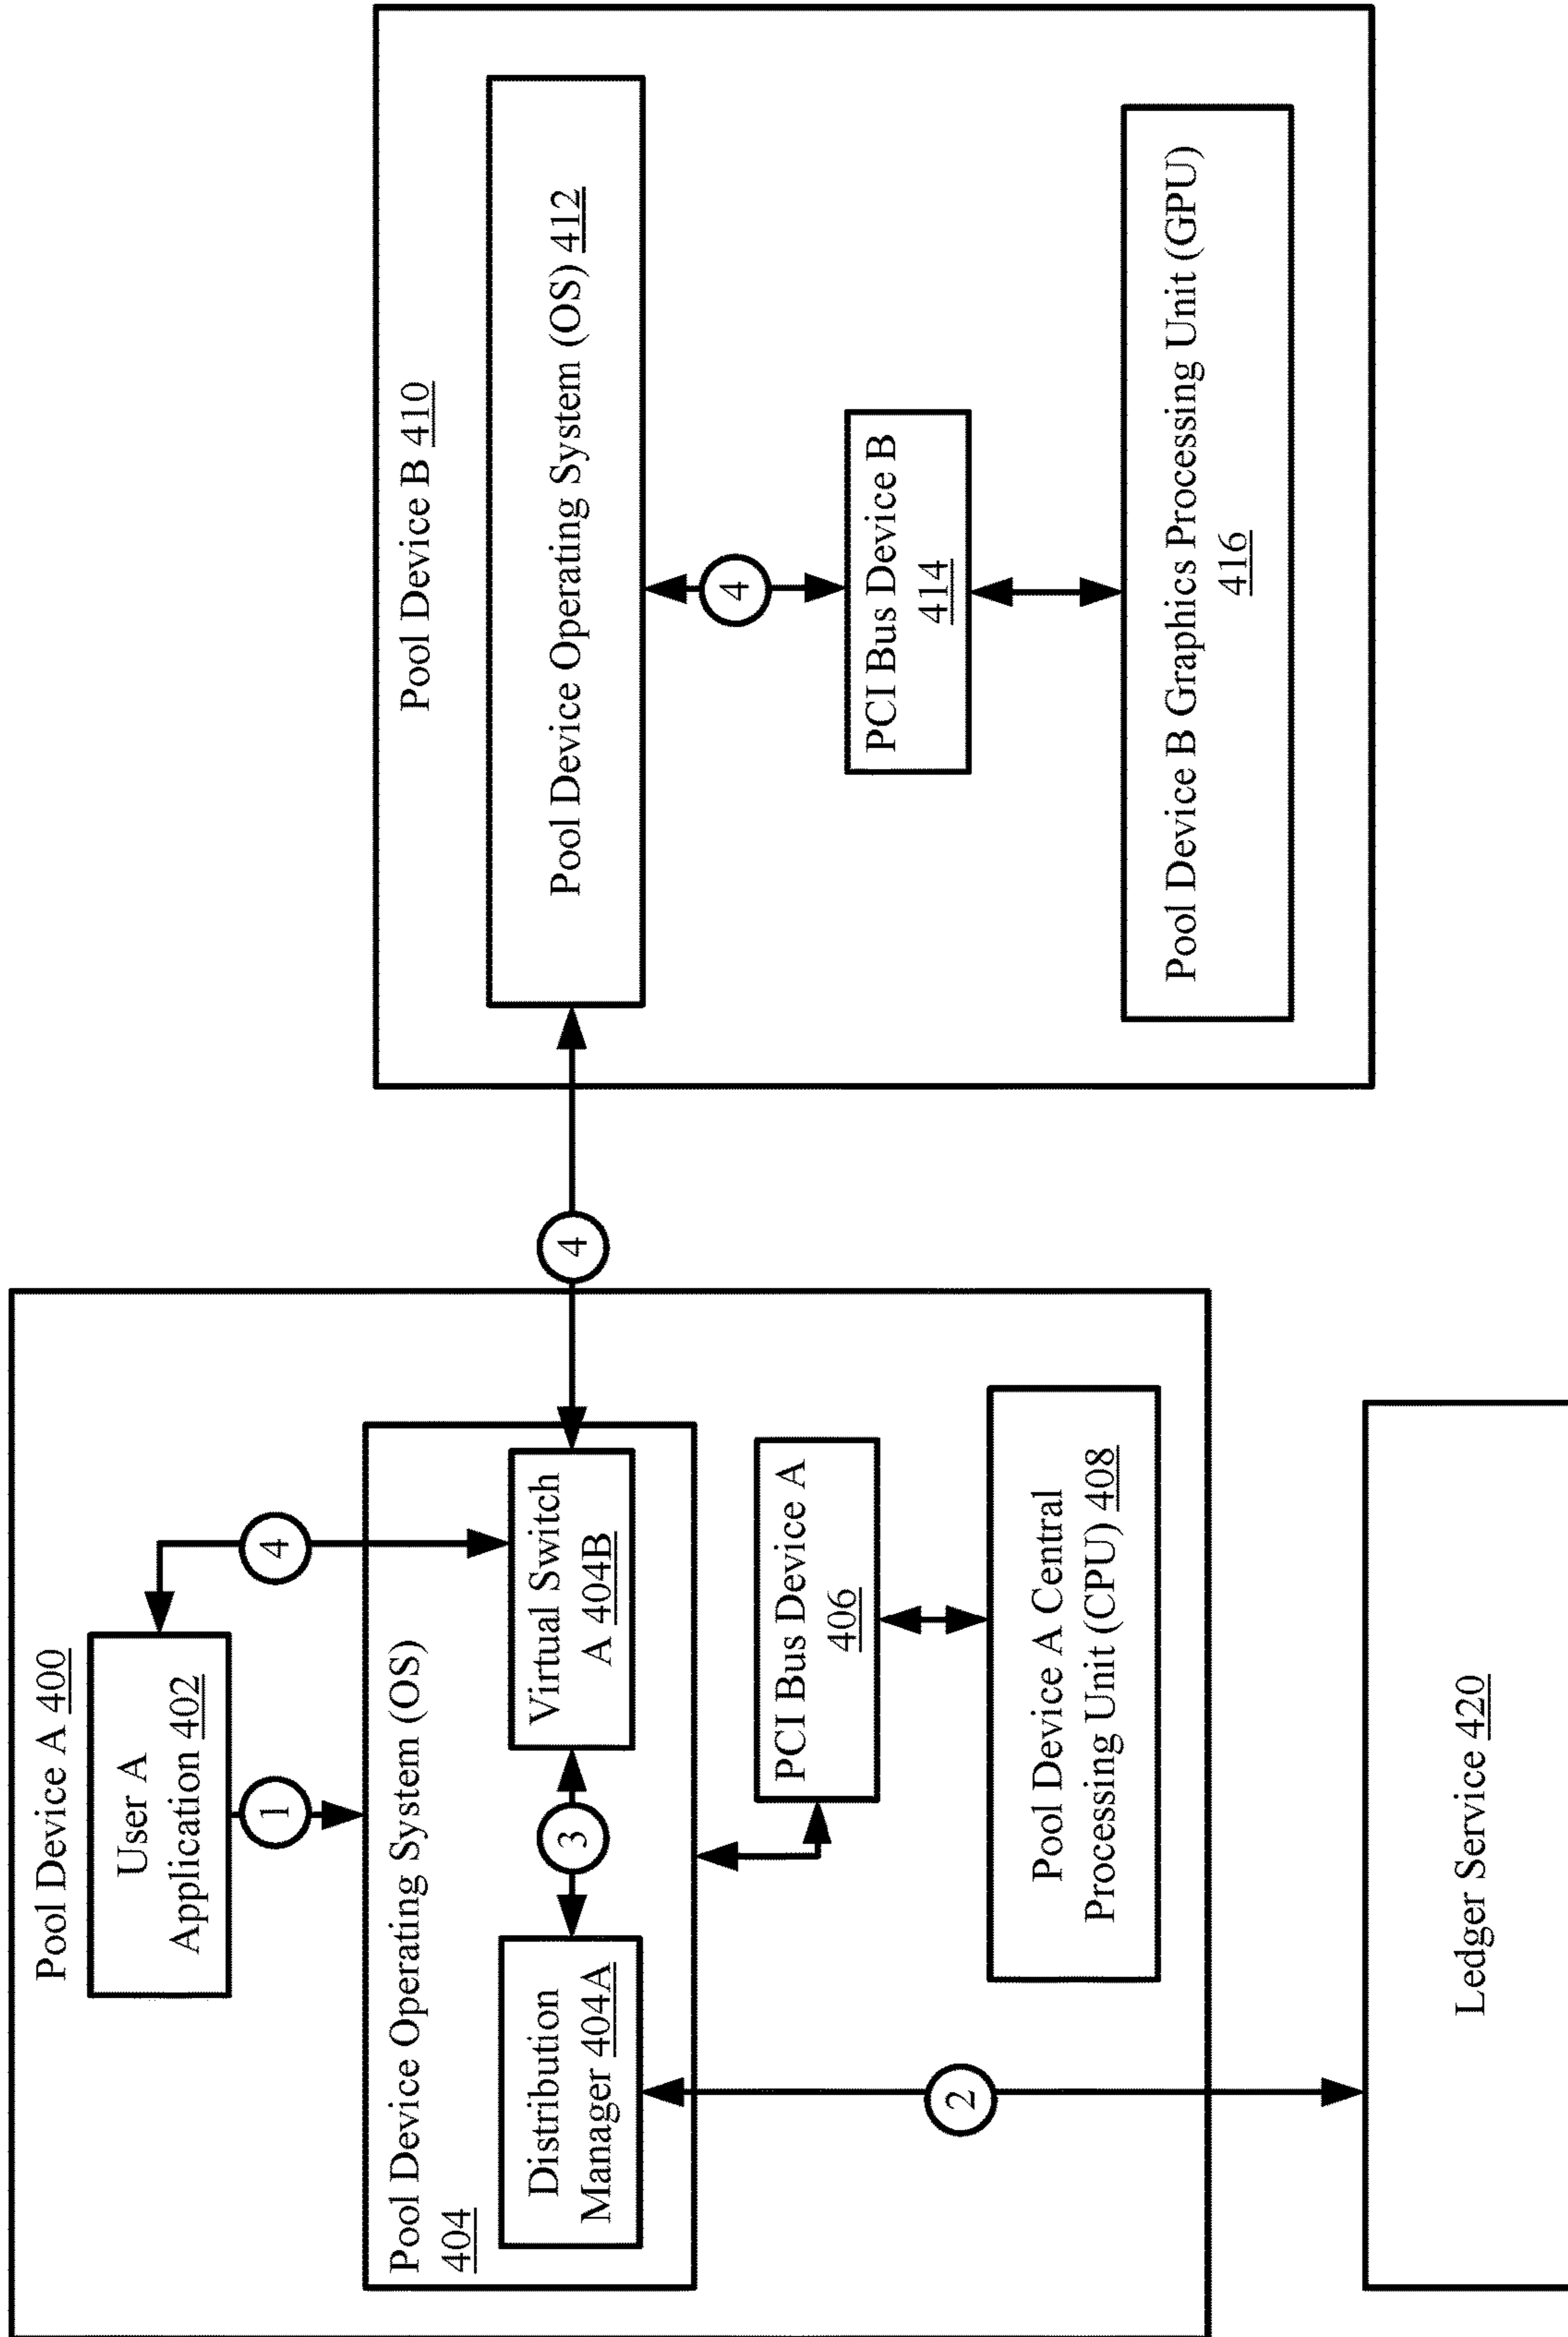 Pool Device A 400
User A
Application 402
1
4
Pool Device Operating System (OS)
404
Distribution
Manager 404A
3
Virtual Switch
A 404B
4
PCI Bus Device A
406
Pool Device A Central
Processing Unit (CPU) 408
2
Ledger Service 420
Pool Device B 410
Pool Device Operating System (OS) 412
4
PCI Bus Device B
414
Pool Device B Graphics Processing Unit (GPU)
416